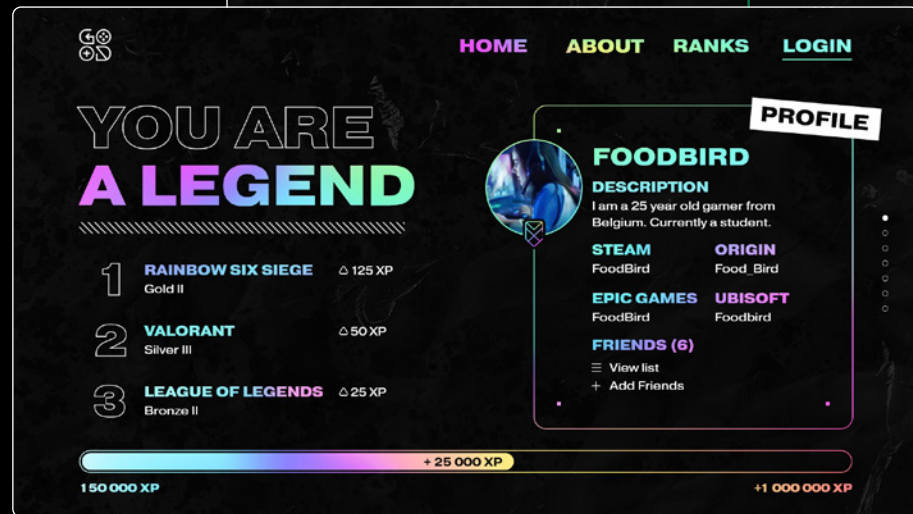 GOOD
HOME
ABOUT
RANKS
LOGIN
YOU ARE
A LEGEND
1
RAINBOW SIX SIEGE
125 XP
Gold II
2
VALORANT
50 XP
Silver III
3
LEAGUE OF LEGENDS
25 XP
Bronze II
PROFILE
FOODBIRD
DESCRIPTION
I am a 25 year old gamer from
Belgium. Currently a student.
STEAM
FoodBird
ORIGIN
Food_Bird
EPIC GAMES
FoodBird
UBISOFT
Foodbird
FRIENDS (6)
View list
+ Add Friends
+ 25 000 XP
150 000 XP
+1 000 000 XP